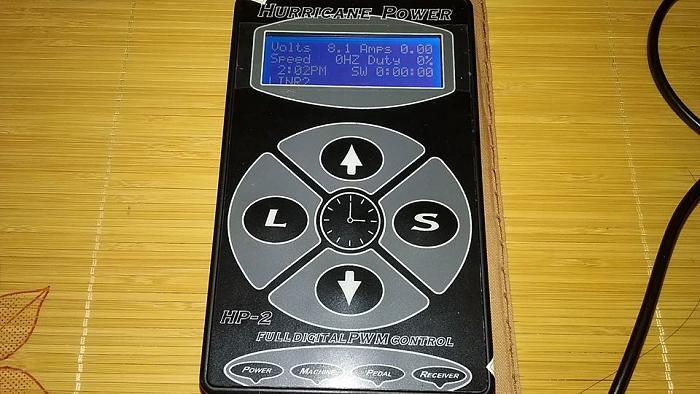 HURRICANE POWER
Volts 8.1 Amps 0.00
Speed 0HZ Duty 0%
2:02PM SW 0:00:00
LINR2
L
S
HP-2
FULL DIGITAL PWM CONTROL
POWER MACHINE PEDAL RECEIVER